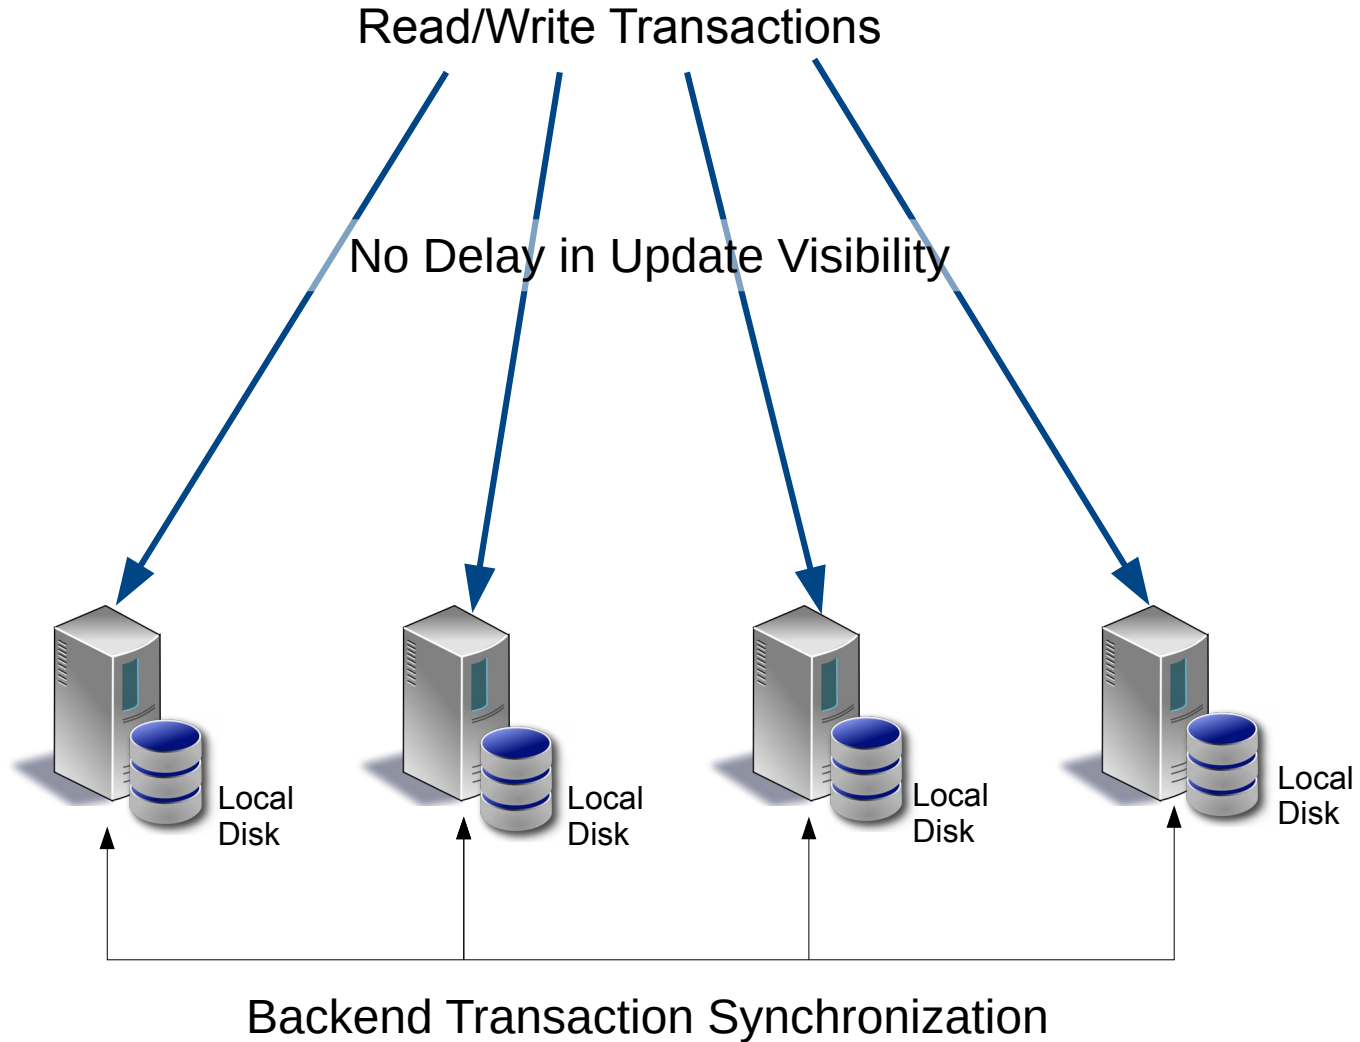 Read/Write Transactions
No Delay in Update Visibility
Local
Disk
Local
Disk
Local
Disk
Local
Disk
Backend Transaction Synchronization